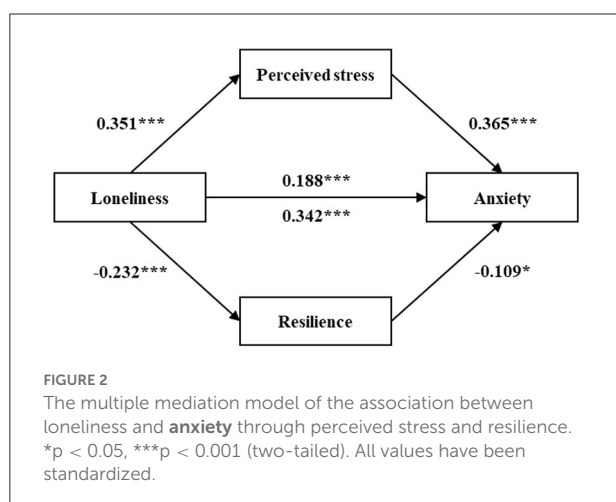 Perceived stress
0.351***
0.365***
0.188***
Loneliness
Anxiety
0.342***
-0.232***
-0.109*
Resilience
FIGURE 2
The multiple mediation model of the association between
loneliness and anxiety through perceived stress and resilience.
*p < 0.05, ***p < 0.001 (two-tailed). All values have been
standardized.